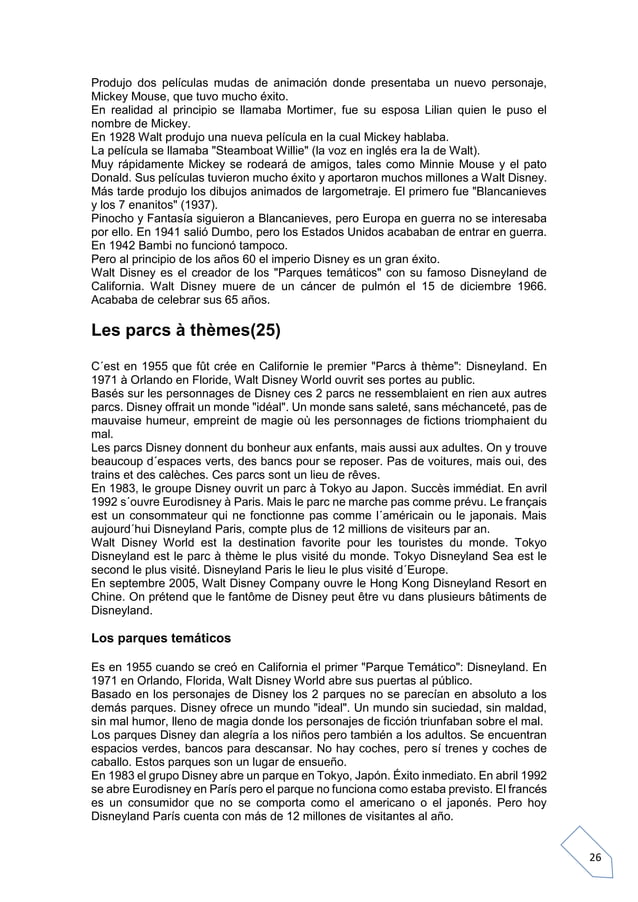 Produjo dos películas mudas de animación donde presentaba un nuevo personaje,
Mickey Mouse, que tuvo mucho éxito.
En realidad al principio se llamaba Mortimer, fue su esposa Lilian quien le puso el
nombre de Mickey.
En 1928 Walt produjo una nueva película en la cual Mickey hablaba.
La película se llamaba "Steamboat Willie" (la voz en inglés era la de Walt).
Muy rápidamente Mickey se rodeará de amigos, tales como Minnie Mouse y el pato
Donald. Sus películas tuvieron mucho éxito y aportaron muchos millones a Walt Disney.
Más tarde produjo los dibujos animados de largometraje. El primero fue "Blancanieves
y los 7 enanitos" (1937).
Pinocho y Fantasía siguieron a Blancanieves, pero Europa en guerra no se interesaba
por ello. En 1941 salió Dumbo, pero los Estados Unidos acababan de entrar en guerra.
En 1942 Bambi no funcionó tampoco.
Pero al principio de los años 60 el imperio Disney es un gran éxito.
Walt Disney es el creador de los "Parques temáticos" con su famoso Disneyland de
California. Walt Disney muere de un cáncer de pulmón el 15 de diciembre 1966.
Acababa de celebrar sus 65 años.
Les parcs à thèmes(25)
C´est en 1955 que fût crée en Californie le premier "Parcs à thème": Disneyland. En
1971 à Orlando en Floride, Walt Disney World ouvrit ses portes au public.
Basés sur les personnages de Disney ces 2 parcs ne ressemblaient en rien aux autres
parcs. Disney offrait un monde "idéal". Un monde sans saleté, sans méchanceté, pas de
mauvaise humeur, empreint de magie où les personnages de fictions triomphaient du
mal.
Les parcs Disney donnent du bonheur aux enfants, mais aussi aux adultes. On y trouve
beaucoup d´espaces verts, des bancs pour se reposer. Pas de voitures, mais oui, des
trains et des calèches. Ces parcs sont un lieu de rêves.
En 1983, le groupe Disney ouvrit un parc à Tokyo au Japon. Succès immédiat. En avril
1992 s´ouvre Eurodisney à Paris. Mais le parc ne marche pas comme prévu. Le français
est un consommateur qui ne fonctionne pas comme l´américain ou le japonais. Mais
aujourd´hui Disneyland Paris, compte plus de 12 millions de visiteurs par an.
Walt Disney World est la destination favorite pour les touristes du monde. Tokyo
Disneyland est le parc à thème le plus visité du monde. Tokyo Disneyland Sea est le
second le plus visité. Disneyland Paris le lieu le plus visité d´Europe.
En septembre 2005, Walt Disney Company ouvre le Hong Kong Disneyland Resort en
Chine. On prétend que le fantôme de Disney peut être vu dans plusieurs bâtiments de
Disneyland.
Los parques temáticos
Es en 1955 cuando se creó en California el primer "Parque Temático": Disneyland. En
1971 en Orlando, Florida, Walt Disney World abre sus puertas al público.
Basado en los personajes de Disney los 2 parques no se parecían en absoluto a los
demás parques. Disney ofrece un mundo "ideal". Un mundo sin suciedad, sin maldad,
sin mal humor, lleno de magia donde los personajes de ficción triunfaban sobre el mal.
Los parques Disney dan alegría a los niños pero también a los adultos. Se encuentran
espacios verdes, bancos para descansar. No hay coches, pero sí trenes y coches de
caballo. Estos parques son un lugar de ensueño.
En 1983 el grupo Disney abre un parque en Tokyo, Japón. Éxito inmediato. En abril 1992
se abre Eurodisney en París pero el parque no funciona como estaba previsto. El francés
es un consumidor que no se comporta como el americano o el japonés. Pero hoy
Disneyland París cuenta con más de 12 millones de visitantes al año.
26